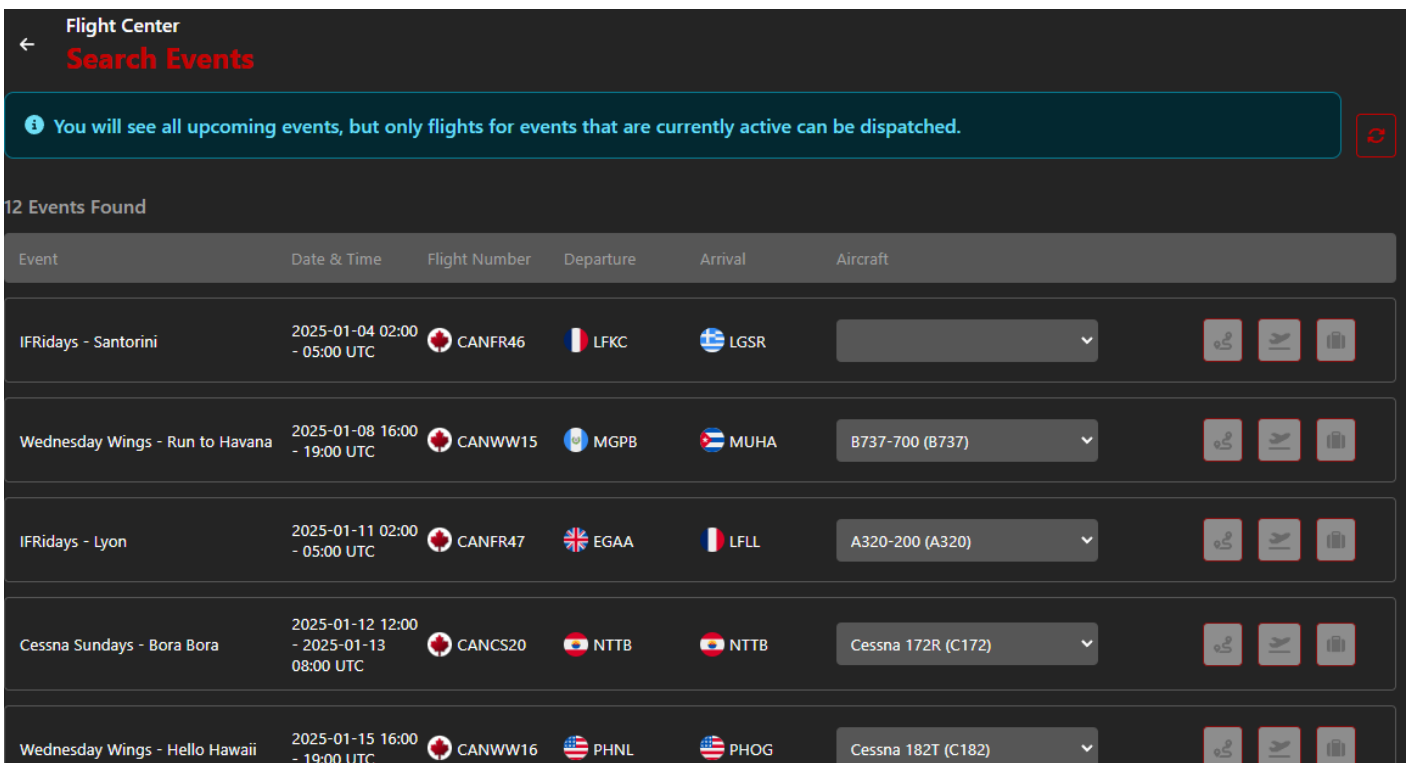 Flight Center
Search Events
You will see all upcoming events, but only flights for events that are currently active can be dispatched.
12 Events Found
Event Date & Time Flight Number Departure Arrival Aircraft
IFRidays - Santorini
2025-01-04 02:00
- 05:00 UTC
CANFR46 LFKC LGSR
Wednesday Wings - Run to Havana
2025-01-08 16:00
- 19:00 UTC
CANWW15 MGPB MUHA B737-700 (B737)
IFRidays - Lyon
2025-01-11 02:00
- 05:00 UTC
CANFR47 EGAA LFLL A320-200 (A320)
Cessna Sundays - Bora Bora
2025-01-12 12:00
- 2025-01-13
08:00 UTC
CANCS20 NTTB NTTB Cessna 172R (C172)
Wednesday Wings - Hello Hawaii
2025-01-15 16:00
- 19:00 UTC
CANWW16 PHNL PHOG Cessna 182T (C182)